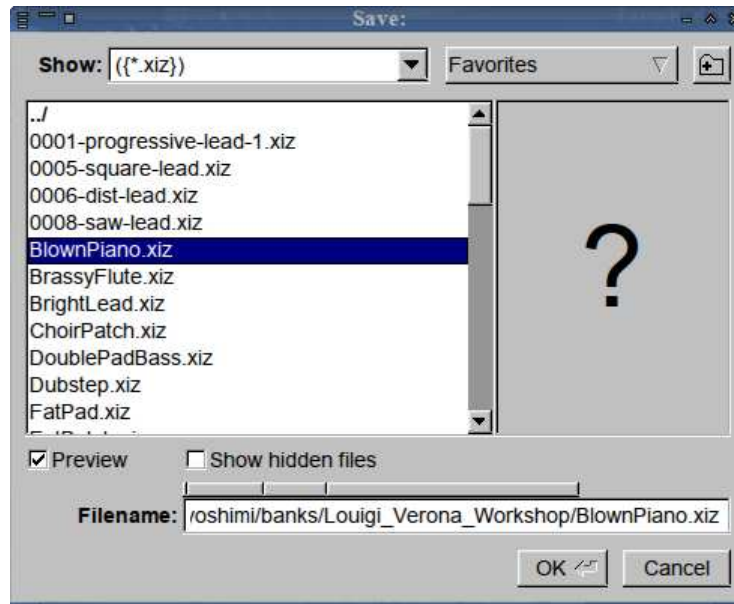 Save:
Show: ({*.xiz}) Favorites
../
0001-progressive-lead-1.xiz
0005-square-lead.xiz
0006-dist-lead.xiz
0008-saw-lead.xiz
BlownPiano.xiz
BrassyFlute.xiz
BrightLead.xiz
ChoirPatch.xiz
DoublePadBass.xiz
Dubstep.xiz
FatPad.xiz
?
Preview Show hidden files
Filename: yoshimi/banks/Louigi_Verona_Workshop/BlownPiano.xiz
OK Cancel